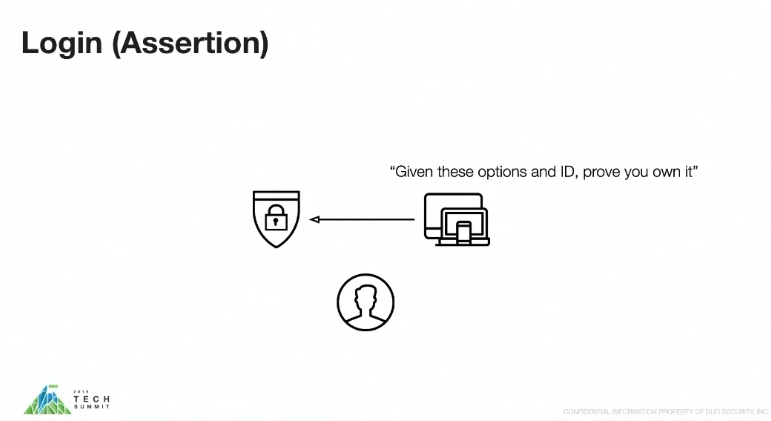 Login (Assertion)
“Given these options and ID, prove you own it”
2019
TECH
SUMMIT
CONFIDENTIAL INFORMATION PROPERTY OF DUO SECURITY, INC.